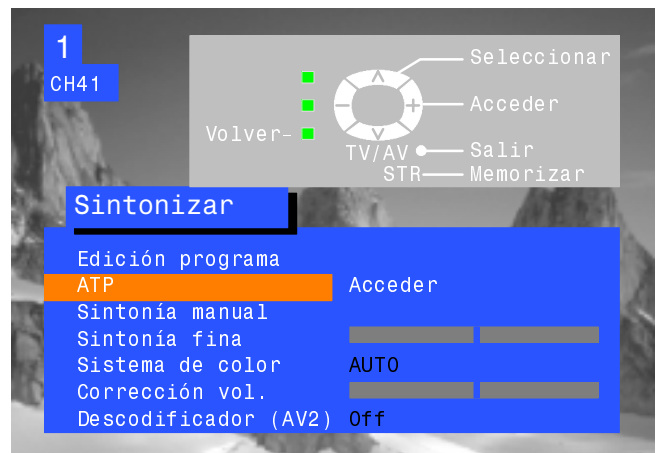 1
CH41
Seleccionar
Acceder
Volver
TV/AV Salir
STR Memorizar
Sintonizar
Edición programa
ATP Acceder
Sintonía manual
Sintonía fina
Sistema de color AUTO
Corrección vol.
Descodificador (AV2) Off